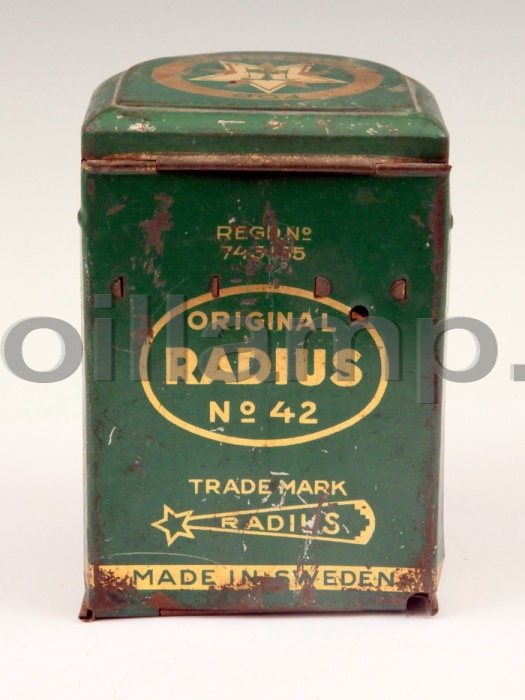 REGD. Nº
ORIGINAL
RADIUS
Nº 42
TRADE MARK
RADIUS
MADE IN SWEDEN
oillamp.